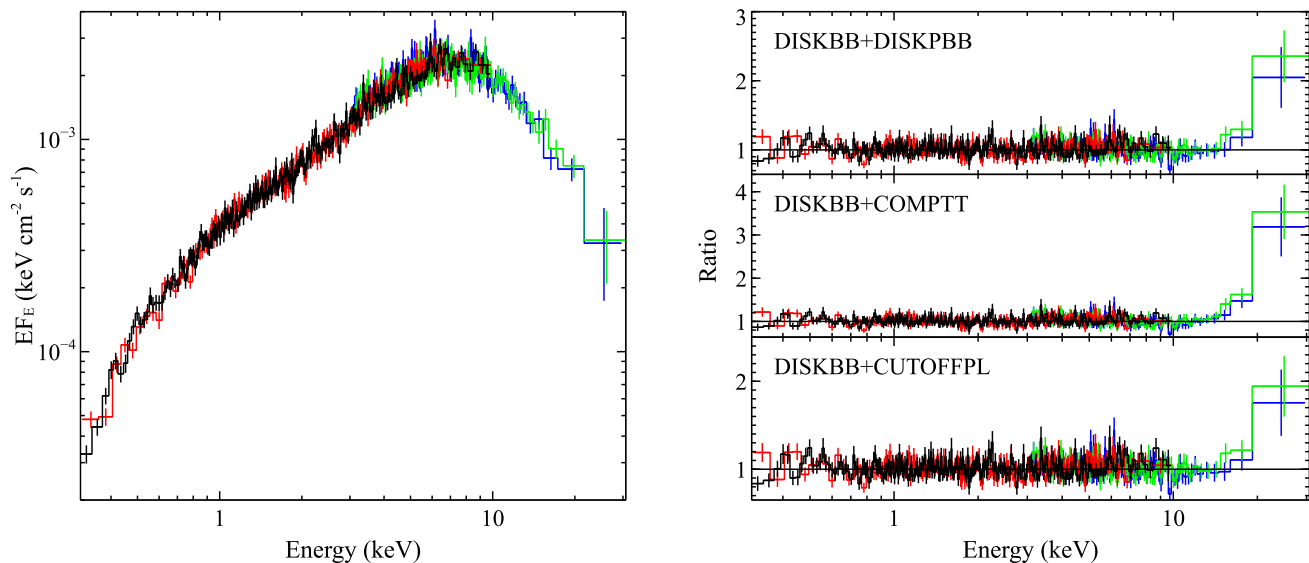 10⁻³
10⁻⁴
EFᴇ (keV cm⁻² s⁻¹)
1
10
Energy (keV)
DISKBB+DISKPBB
3
2
1
DISKBB+COMPTT
4
3
2
1
Ratio
DISKBB+CUTOFFPL
2
1
1
10
Energy (keV)